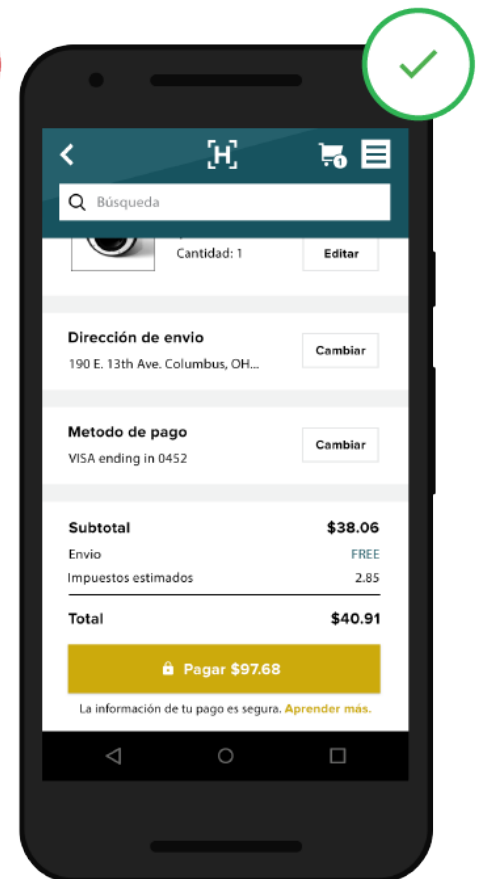 [H]
1
Búsqueda
Cantidad: 1
Editar
Dirección de envio
190 E. 13th Ave. Columbus, OH...
Cambiar
Metodo de pago
VISA ending in 0452
Cambiar
Subtotal $38.06
Envio FREE
Impuestos estimados 2.85
Total $40.91
Pagar $97.68
La información de tu pago es segura. Aprender más.